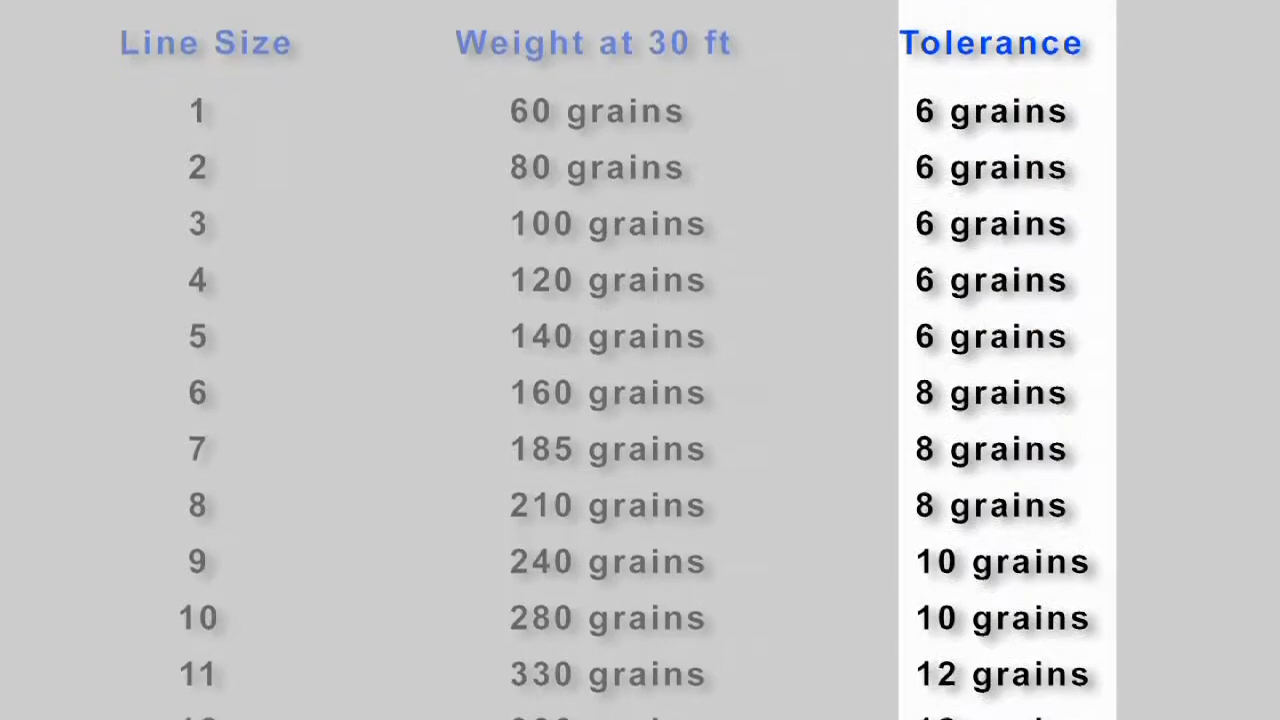 Line Size Weight at 30 ft Tolerance
1 60 grains 6 grains
2 80 grains 6 grains
3 100 grains 6 grains
4 120 grains 6 grains
5 140 grains 6 grains
6 160 grains 8 grains
7 185 grains 8 grains
8 210 grains 8 grains
9 240 grains 10 grains
10 280 grains 10 grains
11 330 grains 12 grains